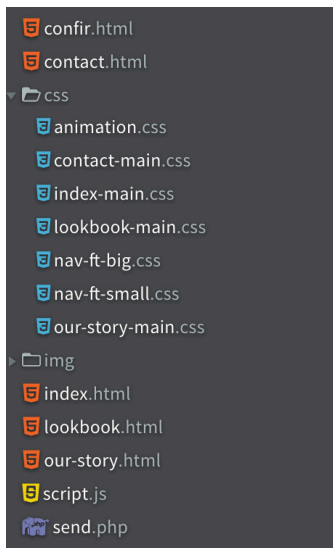 confir.html
contact.html
css
animation.css
contact-main.css
index-main.css
lookbook-main.css
nav-ft-big.css
nav-ft-small.css
our-story-main.css
img
index.html
lookbook.html
our-story.html
script.js
send.php